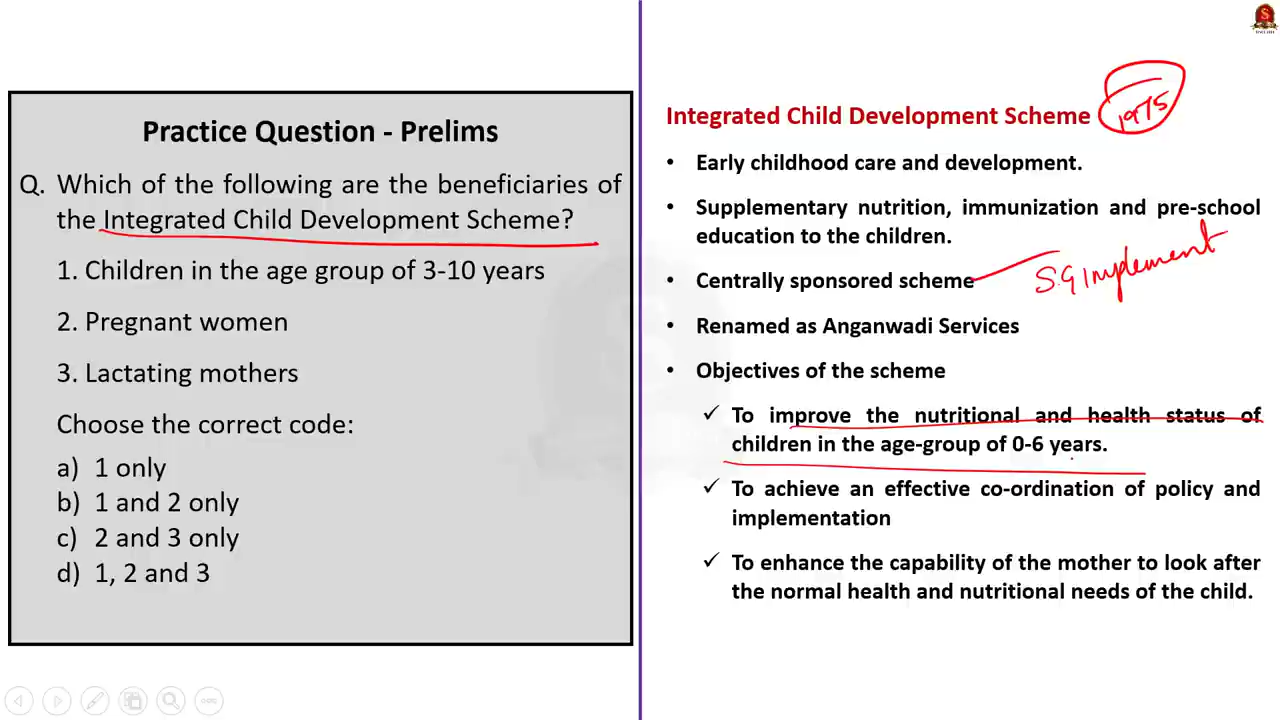 Practice Question - Prelims
Q. Which of the following are the beneficiaries of
the Integrated Child Development Scheme?
1. Children in the age group of 3-10 years
2. Pregnant women
3. Lactating mothers
Choose the correct code:
a) 1 only
b) 1 and 2 only
c) 2 and 3 only
d) 1, 2 and 3
Integrated Child Development Scheme 1975
• Early childhood care and development.
• Supplementary nutrition, immunization and pre-school
education to the children.
• Centrally sponsored scheme S.G Implement
• Renamed as Anganwadi Services
• Objectives of the scheme
✓ To improve the nutritional and health status of
children in the age-group of 0-6 years.
✓ To achieve an effective co-ordination of policy and
implementation
✓ To enhance the capability of the mother to look after
the normal health and nutritional needs of the child.